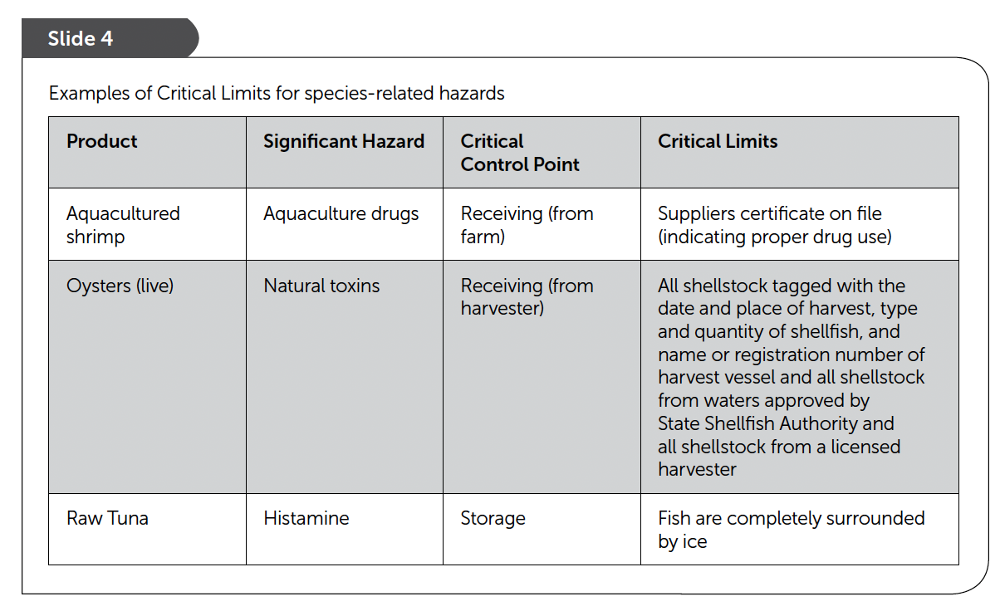 Slide 4
Examples of Critical Limits for species-related hazards
Product
Significant Hazard
Critical
Control Point
Critical Limits
Aquacultured
shrimp
Aquaculture drugs
Receiving (from
farm)
Suppliers certificate on file
(indicating proper drug use)
Oysters (live)
Natural toxins
Receiving (from
harvester)
All shellstock tagged with the
date and place of harvest, type
and quantity of shellfish, and
name or registration number of
harvest vessel and all shellstock
from waters approved by
State Shellfish Authority and
all shellstock from a licensed
harvester
Raw Tuna
Histamine
Storage
Fish are completely surrounded
by ice